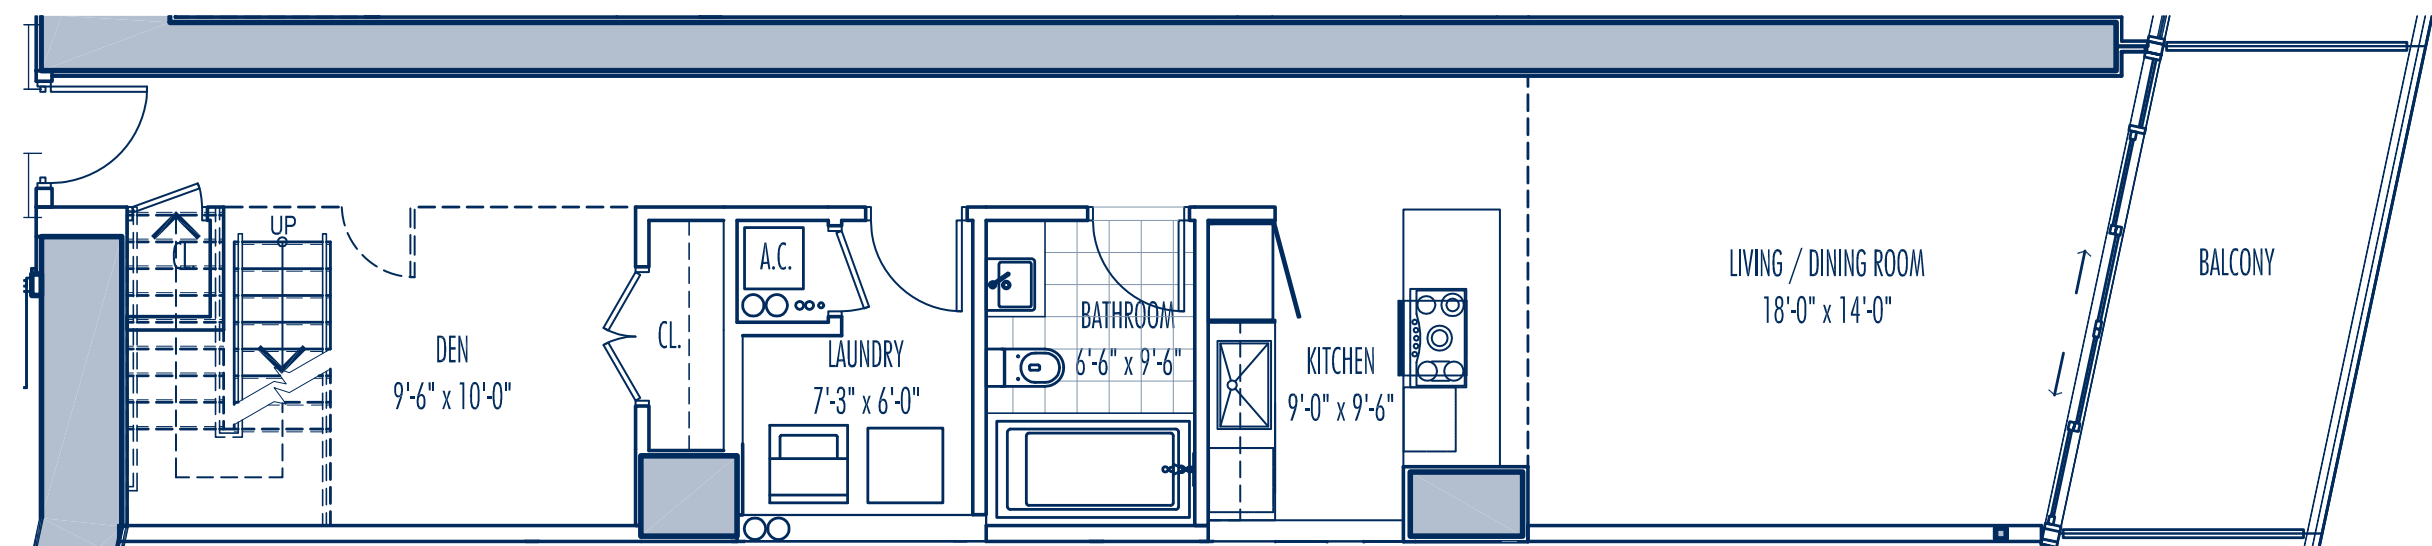 UP
CL
DEN
9'-6" x 10'-0"
CL.
A.C.
LAUNDRY
7'-3" x 6'-0"
BATHROOM
6'-6" x 9'-6"
KITCHEN
9'-0" x 9'-6"
LIVING / DINING ROOM
18'-0" x 14'-0"
BALCONY